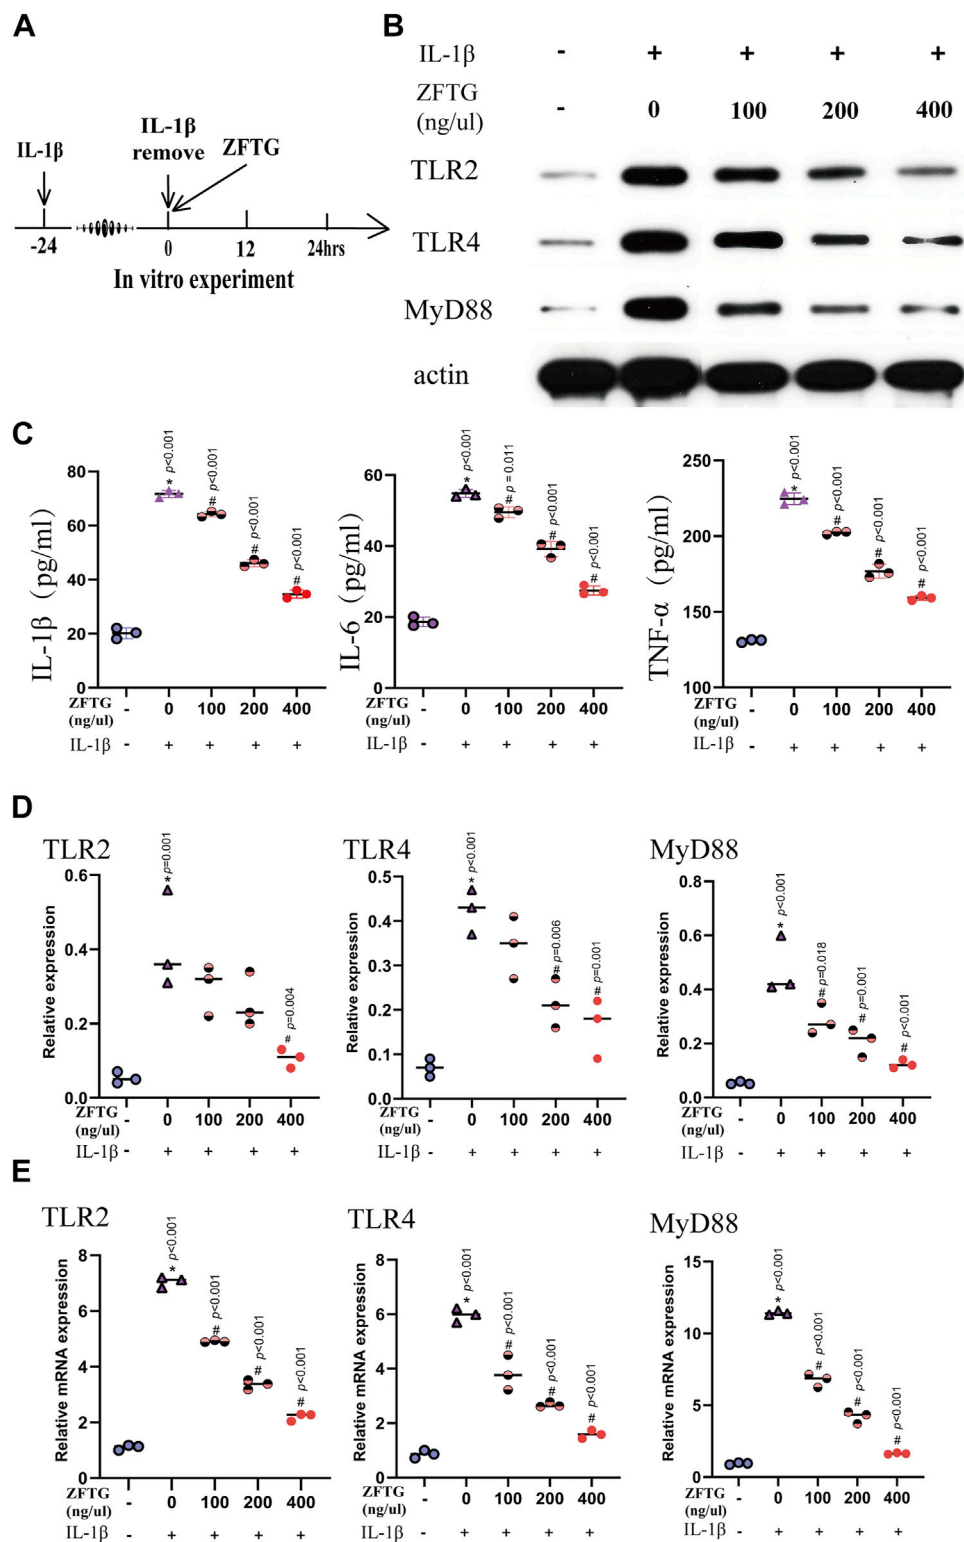 A
IL-1β
IL-1β
remove
ZFTG
-24
0
12
24hrs
In vitro experiment
B
IL-1β - + + + +
ZFTG
(ng/ul) - 0 100 200 400
TLR2
TLR4
MyD88
actin
C
IL-1β (pg/ml)
80
60
40
20
0
* p<0.001
# p<0.001
# p<0.001
# p<0.001
ZFTG
(ng/ul) - 0 100 200 400
IL-1β - + + + +
IL-6 (pg/ml)
60
40
20
0
* p<0.001
# p = 0.011
# p<0.001
# p<0.001
ZFTG
(ng/ul) - 0 100 200 400
IL-1β - + + + +
TNF-α (pg/ml)
250
200
150
100
* p<0.001
# p<0.001
# p<0.001
# p<0.001
ZFTG
(ng/ul) - 0 100 200 400
IL-1β - + + + +
D
TLR2
Relative expression
0.6
0.4
0.2
0.0
* p=0.001
# p=0.004
ZFTG
(ng/ul) - 0 100 200 400
IL-1β - + + + +
TLR4
Relative expression
0.5
0.4
0.3
0.2
0.1
0.0
* p<0.001
# p=0.006
# p=0.001
ZFTG
(ng/ul) - 0 100 200 400
IL-1β - + + + +
MyD88
Relative expression
0.8
0.6
0.4
0.2
0.0
* p<0.001
# p=0.018
# p=0.001
# p<0.001
ZFTG
(ng/ul) - 0 100 200 400
IL-1β - + + + +
E
TLR2
Relative mRNA expression
8
6
4
2
0
* p<0.001
# p<0.001
# p<0.001
# p<0.001
ZFTG
(ng/ul) - 0 100 200 400
IL-1β - + + + +
TLR4
Relative mRNA expression
8
6
4
2
0
* p<0.001
# p<0.001
# p<0.001
# p<0.001
ZFTG
(ng/ul) - 0 100 200 400
IL-1β - + + + +
MyD88
Relative mRNA expression
15
10
5
0
* p<0.001
# p<0.001
# p<0.001
# p<0.001
ZFTG
(ng/ul) - 0 100 200 400
IL-1β - + + + +